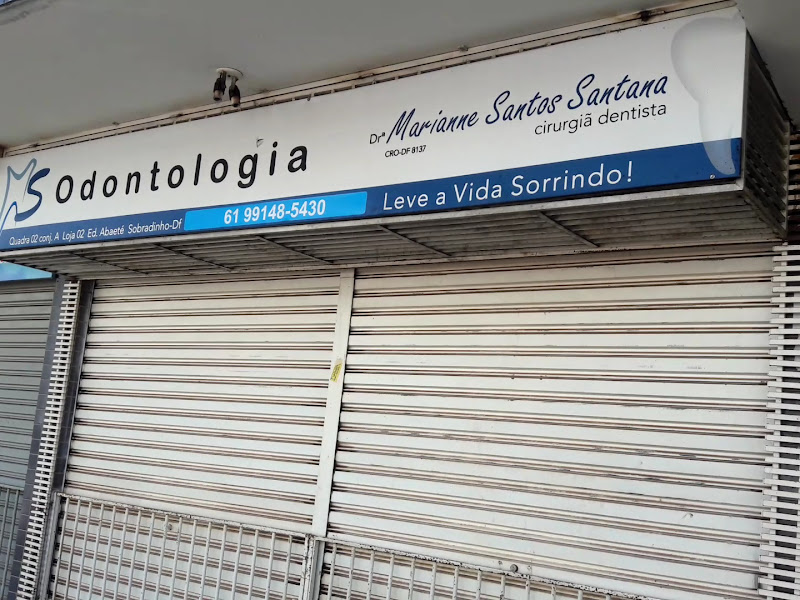 MS Odontologia
Drª Marianne Santos Santana
cirurgiã dentista
CRO-DF 8137
Quadra 02 conj. A Loja 02 Ed. Abaeté Sobradinho-Df
61 99148-5430
Leve a Vida Sorrindo!